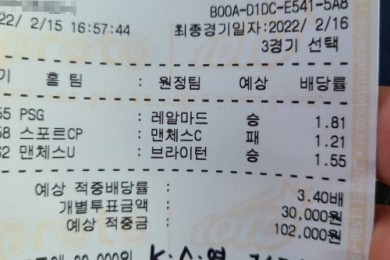 B00A-D1DC-E541-5A8
22/ 2/15 16:57:44
최종경기일자:2022/ 2/16
3경기 선택
기 홈 팀 : 원정팀 예상 배당률
55 PSG : 레알마드 승 1.81
58 스포르CP : 맨체스C 패 1.21
62 맨체스U : 브라이턴 승 1.55
예상 적중배당률 : 3.40배
개별투표금액 : 30,000원
예상 적중금 : 102,000원